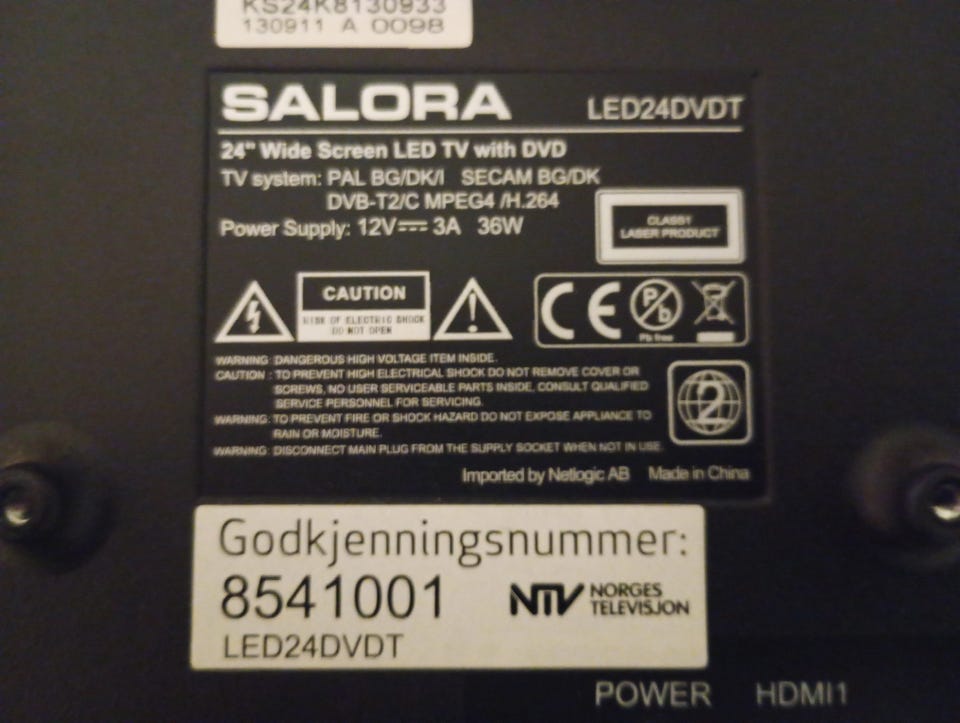 KS24K8130933
130911 A 0098
SALORA LED24DVDT
24" Wide Screen LED TV with DVD
TV system: PAL BG/DK/I SECAM BG/DK
DVB-T2/C MPEG4 /H.264
Power Supply: 12V⎓ 3A 36W
CLASS1
LASER PRODUCT
CAUTION
RISK OF ELECTRIC SHOCK
DO NOT OPEN
CE
Pb
Pb free
WARNING: DANGEROUS HIGH VOLTAGE ITEM INSIDE.
CAUTION : TO PREVENT HIGH ELECTRICAL SHOCK DO NOT REMOVE COVER OR
SCREWS, NO USER SERVICEABLE PARTS INSIDE, CONSULT QUALIFIED
SERVICE PERSONNEL FOR SERVICING.
WARNING: TO PREVENT FIRE OR SHOCK HAZARD DO NOT EXPOSE APPLIANCE TO
RAIN OR MOISTURE.
WARNING: DISCONNECT MAIN PLUG FROM THE SUPPLY SOCKET WHEN NOT IN USE.
2
Imported by Netlogic AB Made in China
Godkjenningsnummer:
8541001
NTV NORGES
TELEVISJON
LED24DVDT
POWER HDMI1